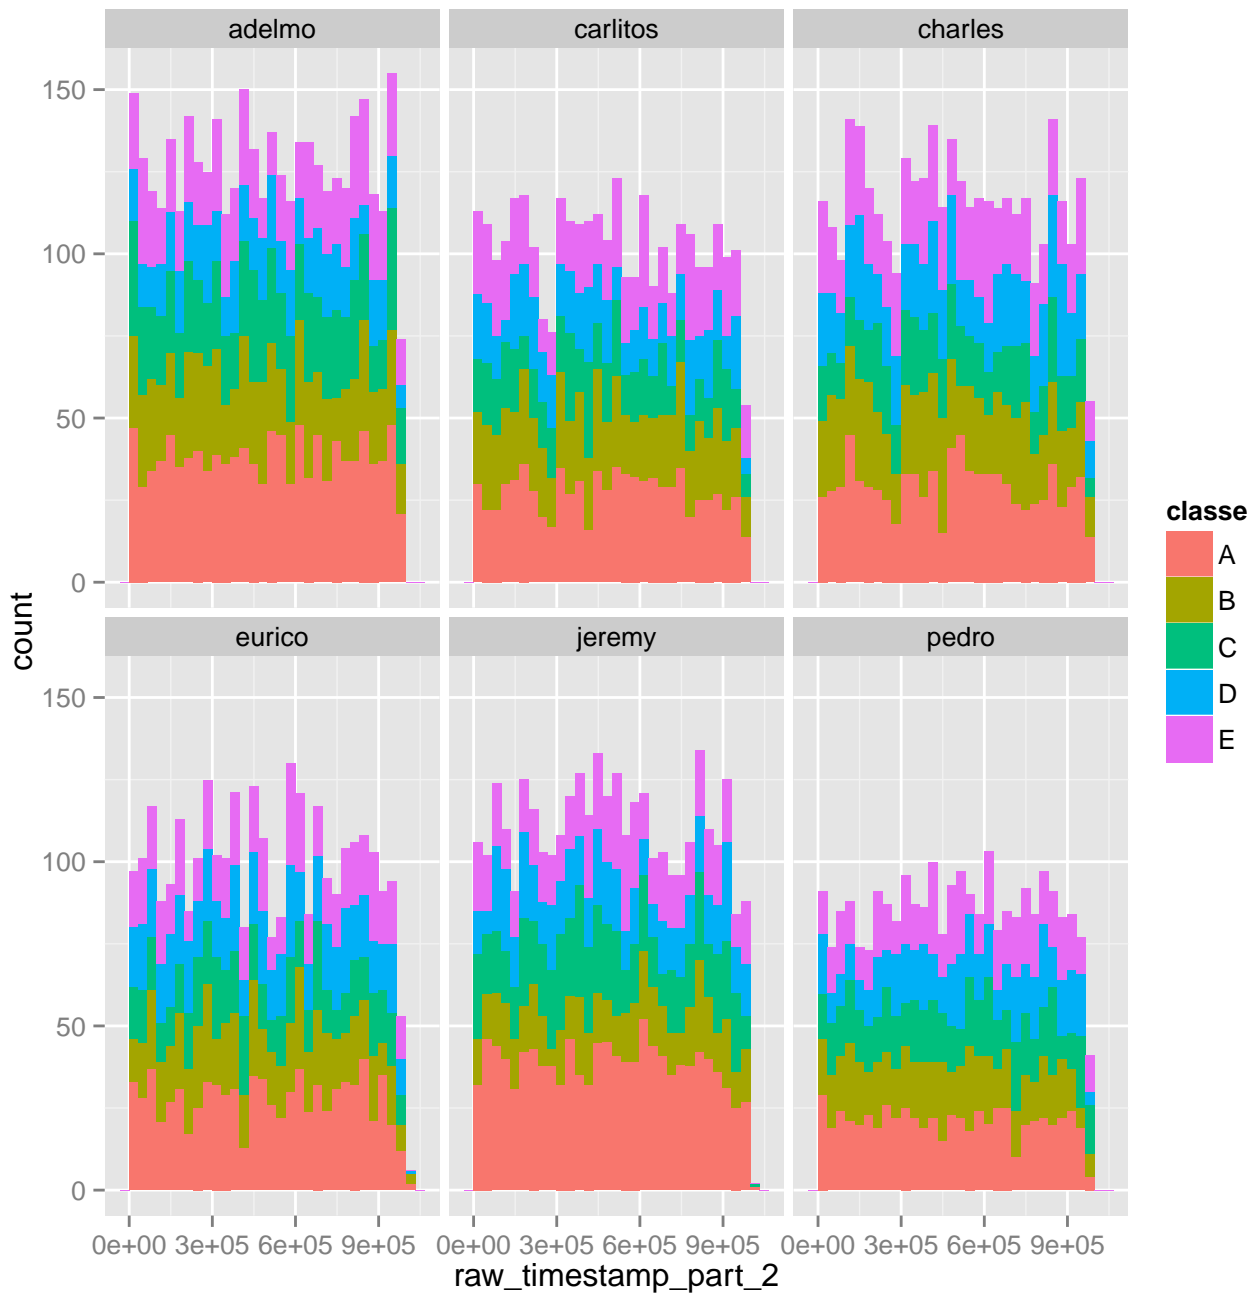 adelmo carlitos charles
150
100
50
0
count
eurico jeremy pedro
150
100
50
0
0e+00 3e+05 6e+05 9e+05 0e+00 3e+05 6e+05 9e+05 0e+00 3e+05 6e+05 9e+05
raw_timestamp_part_2
classe
A
B
C
D
E